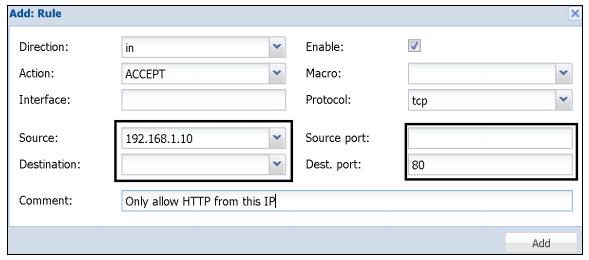 Add: Rule
Direction: in Enable:
Action: ACCEPT Macro:
Interface: Protocol: tcp
Source: 192.168.1.10 Source port:
Destination: Dest. port: 80
Comment: Only allow HTTP from this IP
Add